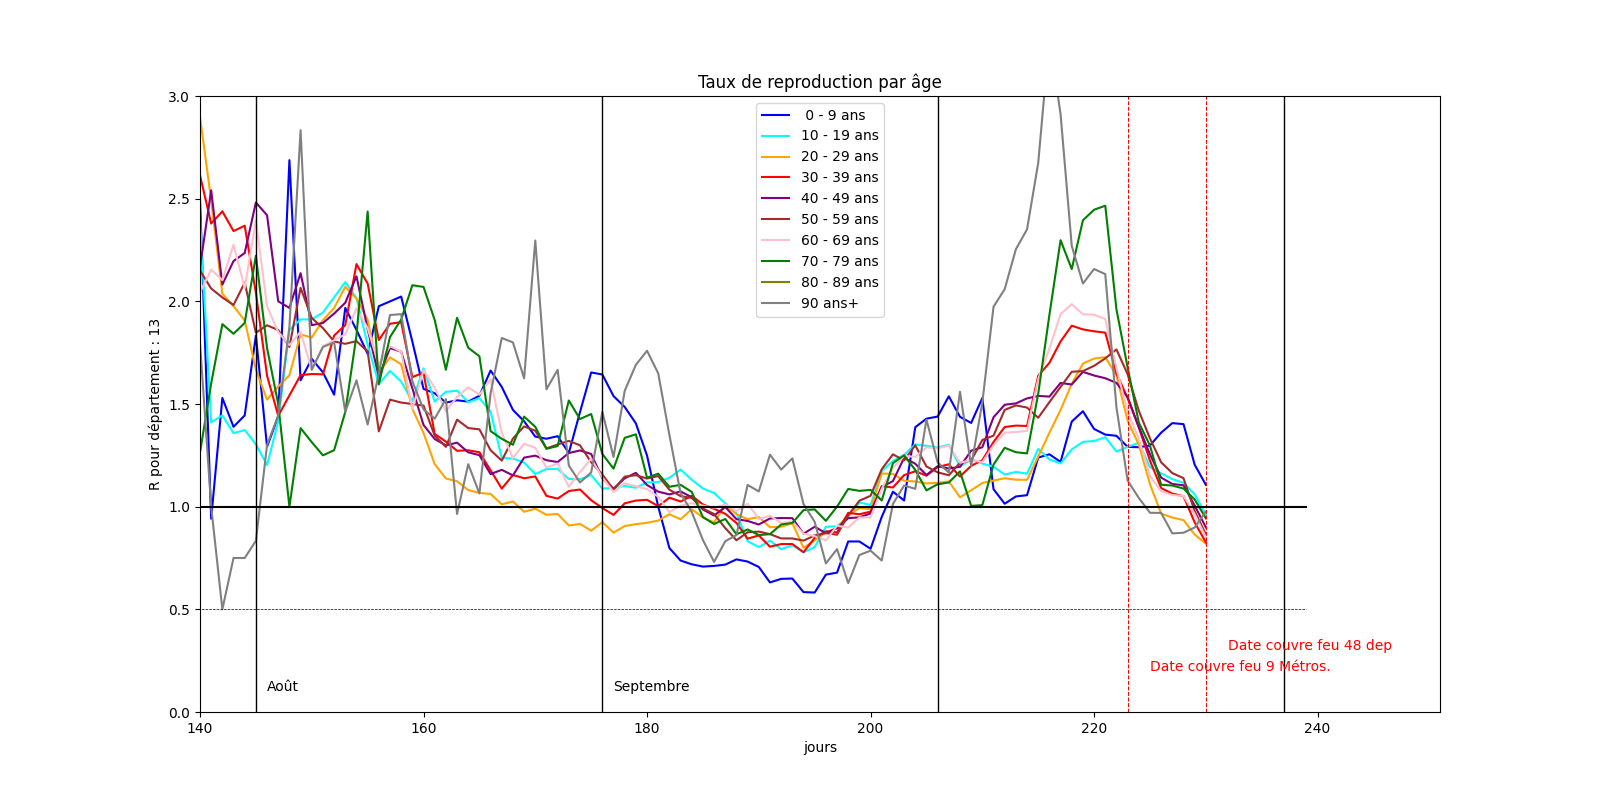 Taux de reproduction par âge
3.0
2.5
2.0
1.5
1.0
0.5
0.0
R pour département : 13
0 - 9 ans
10 - 19 ans
20 - 29 ans
30 - 39 ans
40 - 49 ans
50 - 59 ans
60 - 69 ans
70 - 79 ans
80 - 89 ans
90 ans+
Date couvre feu 48 dep
Date couvre feu 9 Métros.
Août
Septembre
140
160
180
200
220
240
jours